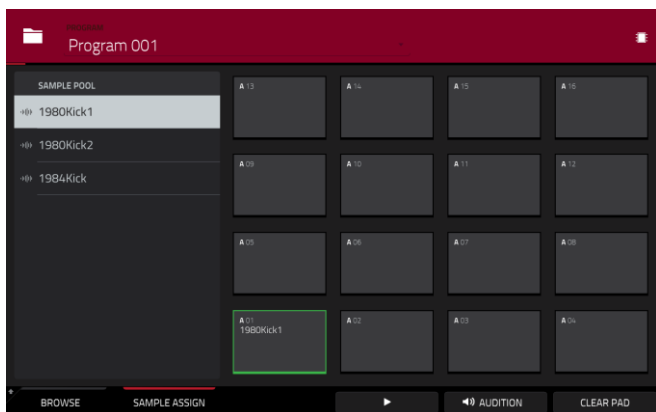 PROGRAM
Program 001
SAMPLE POOL
1980Kick1
1980Kick2
1984Kick
A 13
A 14
A 15
A 16
A 09
A 10
A 11
A 12
A 05
A 06
A 07
A 08
A 01
1980Kick1
A 02
A 03
A 04
* BROWSE
SAMPLE ASSIGN
AUDITION
CLEAR PAD